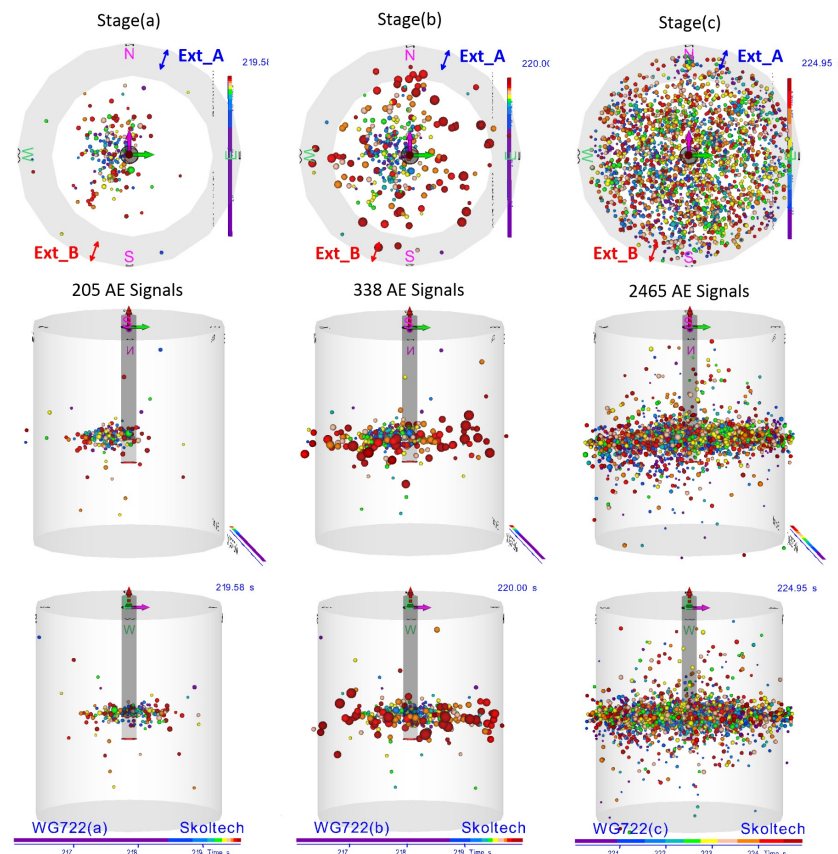 Stage(a)
Stage(b)
Stage(c)
N
Ext_A
219.58
N
Ext_A
220.00
N
Ext_A
224.95
W
E
W
E
W
E
Ext_B
S
Ext_B
S
Ext_B
S
205 AE Signals
338 AE Signals
2465 AE Signals
N
N
N
219.58 s
220.00 s
224.95 s
W
W
W
WG722(a)
Skoltech
WG722(b)
Skoltech
WG722(c)
Skoltech
217 218 219 Time s
217 218 219 Time s
221 222 223 224 Time s